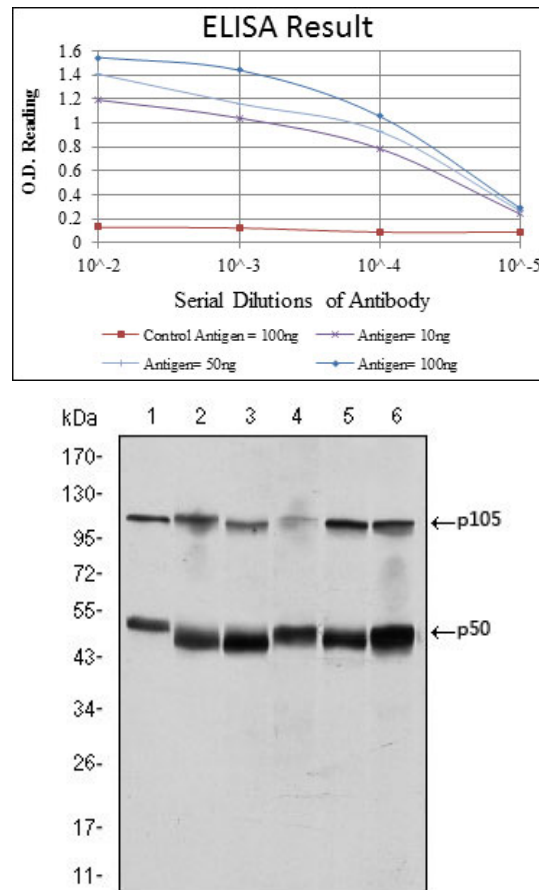 ELISA Result
1.6
1.4
1.2
1
0.8
0.6
0.4
0.2
0
O.D. Reading
10^-2 10^-3 10^-4 10^-5
Serial Dilutions of Antibody
Control Antigen = 100ng Antigen= 10ng
Antigen= 50ng Antigen= 100ng
kDa 1 2 3 4 5 6
170-
130-
←p105
95-
72-
55-
←p50
43-
34-
26-
17-
11-